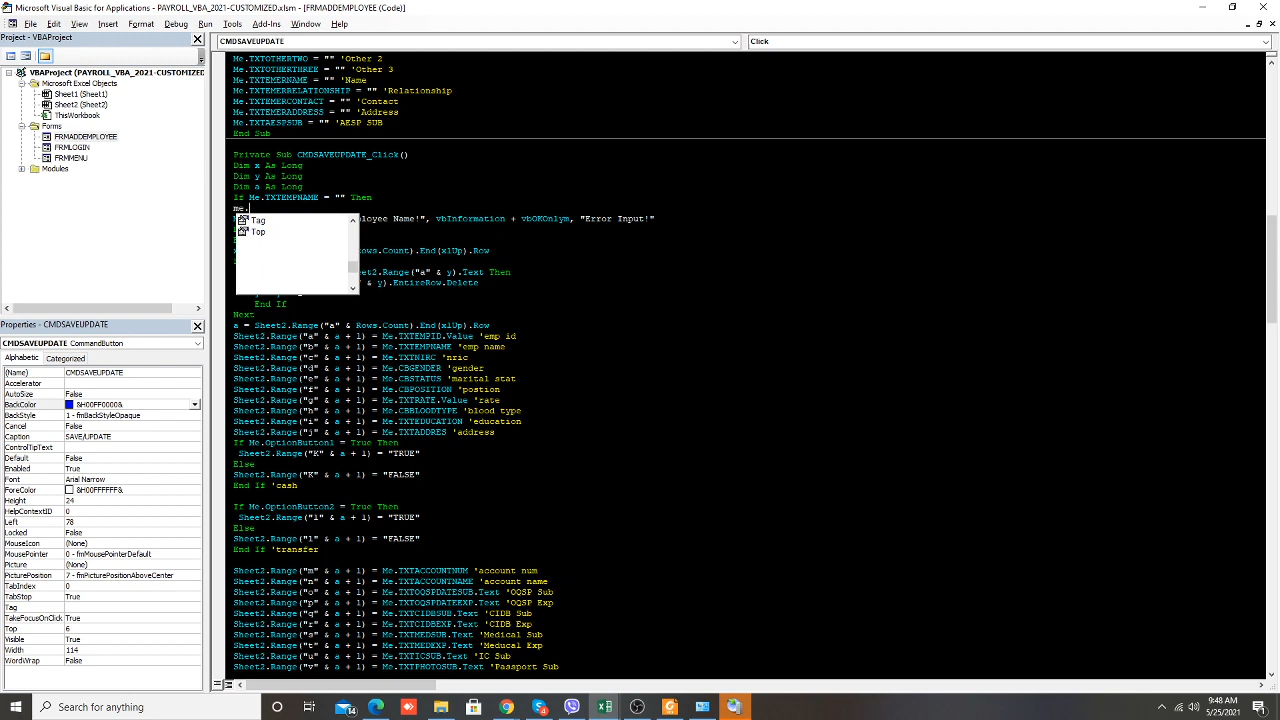 Microsoft Visual Basic for Applications - PAYROLL_VBA_2021-CUSTOMIZED.xlsm - [FRMADDEMPLOYEE (Code)]
File Edit View Insert Format Debug Run Tools Add-Ins Window Help
Project - VBAProject
CMDSAVEUPDATE
Click
VBAProject (PAYROLL_VBA_2021-CUSTOMIZED
Microsoft Excel Objects
Sheet1 (Sheet1)
Sheet2 (Sheet2)
ThisWorkbook
Forms
FRMADDEMPLOYEE
FRMLOGIN
FRMMENU
Modules
Properties - CMDSAVEUPDATE
CMDSAVEUPDATE CommandButton
Alphabetic Categorized
(Name) CMDSAVEUPDATE
Accelerator
AutoSize False
BackColor &H00FF0000&
BackStyle 1 - fmBackStyleOpaque
Cancel False
Caption SAVE/UPDATE
ControlTipText
Default False
Enabled True
Font Arial Narrow
ForeColor &H00FFFFFF&
Height 24
HelpContextID 0
Left 78
Locked False
MouseIcon (None)
MousePointer 0 - fmMousePointerDefault
Picture (None)
PicturePosition 7 - fmPicturePositionAboveCenter
TabIndex 0
TabStop True
Tag
TakeFocusOnClick True
Top 6
Visible True
Width 114
WordWrap False
Me.TXTOTHERTWO = "" 'Other 2
Me.TXTOTHERTHREE = "" 'Other 3
Me.TXTEMERNAME = "" 'Name
Me.TXTEMERRELATIONSHIP = "" 'Relationship
Me.TXTEMERCONTACT = "" 'Contact
Me.TXTEMERADDRESS = "" 'Address
Me.TXTAESPSUB = "" 'AESP SUB
End Sub
Private Sub CMDSAVEUPDATE_Click()
Dim x As Long
Dim y As Long
Dim a As Long
If Me.TXTEMPNAME = "" Then
me.
Tag
Top
ployee Name!", vbInformation + vbOKOnlym, "Error Input!"
ows.Count).End(xlUp).Row
eet2.Range("a" & y).Text Then
& y).EntireRow.Delete
End If
Next
a = Sheet2.Range("a" & Rows.Count).End(xlUp).Row
Sheet2.Range("a" & a + 1) = Me.TXTEMPID.Value 'emp id
Sheet2.Range("b" & a + 1) = Me.TXTEMPNAME 'emp name
Sheet2.Range("c" & a + 1) = Me.TXTNIRC 'nric
Sheet2.Range("d" & a + 1) = Me.CBGENDER 'gender
Sheet2.Range("e" & a + 1) = Me.CBSTATUS 'marital stat
Sheet2.Range("f" & a + 1) = Me.CBPOSITION 'postion
Sheet2.Range("g" & a + 1) = Me.TXTRATE.Value 'rate
Sheet2.Range("h" & a + 1) = Me.CBBLOODTYPE 'blood type
Sheet2.Range("i" & a + 1) = Me.TXTEDUCATION 'education
Sheet2.Range("j" & a + 1) = Me.TXTADDRES 'address
If Me.OptionButton1 = True Then
Sheet2.Range("K" & a + 1) = "TRUE"
Else
Sheet2.Range("K" & a + 1) = "FALSE"
End If 'cash
If Me.OptionButton2 = True Then
Sheet2.Range("l" & a + 1) = "TRUE"
Else
Sheet2.Range("l" & a + 1) = "FALSE"
End If 'transfer
Sheet2.Range("m" & a + 1) = Me.TXTACCOUNTNUM 'account num
Sheet2.Range("n" & a + 1) = Me.TXTACCOUNTNAME 'account name
Sheet2.Range("o" & a + 1) = Me.TXTOQSPDATESUB.Text 'OQSP Sub
Sheet2.Range("p" & a + 1) = Me.TXTOQSPDATEEXP.Text 'OQSP Exp
Sheet2.Range("q" & a + 1) = Me.TXTCIDBSUB.Text 'CIDB Sub
Sheet2.Range("r" & a + 1) = Me.TXTCIDBEXP.Text 'CIDB Exp
Sheet2.Range("s" & a + 1) = Me.TXTMEDSUB.Text 'Medical Sub
Sheet2.Range("t" & a + 1) = Me.TXTMEDEXP.Text 'Meducal Exp
Sheet2.Range("u" & a + 1) = Me.TXTICSUB.Text 'IC Sub
Sheet2.Range("v" & a + 1) = Me.TXTPHOTOSUB.Text 'Passport Sub
Type here to search
14
4
9:48 AM
5/25/2021